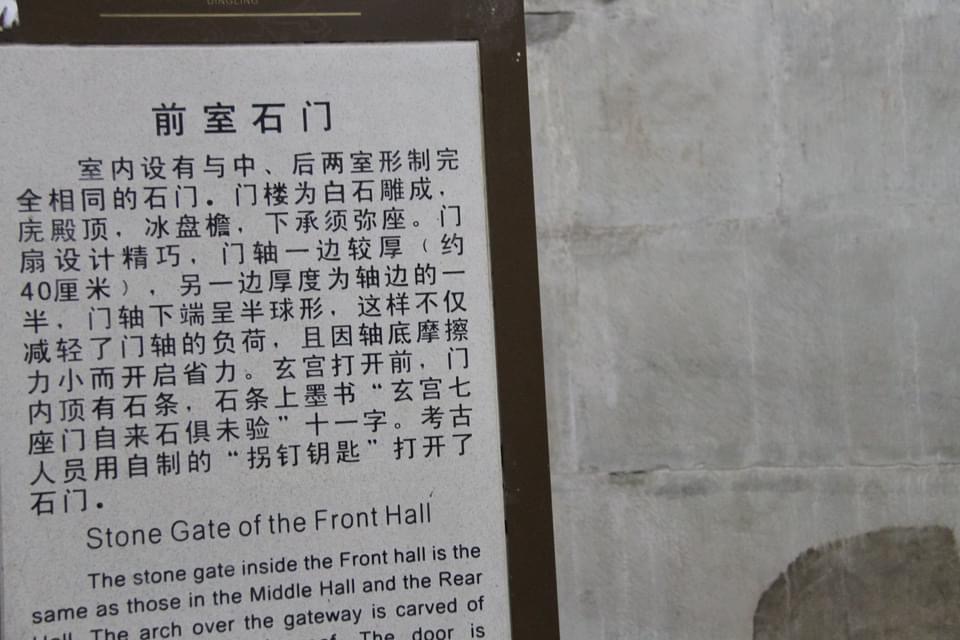 DINGLING
前室石门
室内设有与中、后两室形制完
全相同的石门．门楼为白石雕成，
庑殿顶，冰盘檐，下承须弥座。门
扇设计精巧，门轴一边较厚（约
40厘米），另一边厚度为轴边的一
半，门轴下端呈半球形，这样不仅
减轻了门轴的负荷，且因轴底摩擦
力小而开启省力。玄宫打开前，门
内顶有石条，石条上墨书“玄宫七
座门自来石俱未验”十一字。考古
人员用自制的“拐钉钥匙”打开了
石门．
Stone Gate of the Front Hall
The stone gate inside the Front hall is the
same as those in the Middle Hall and the Rear
Hall. The arch over the gateway is carved of
The door is